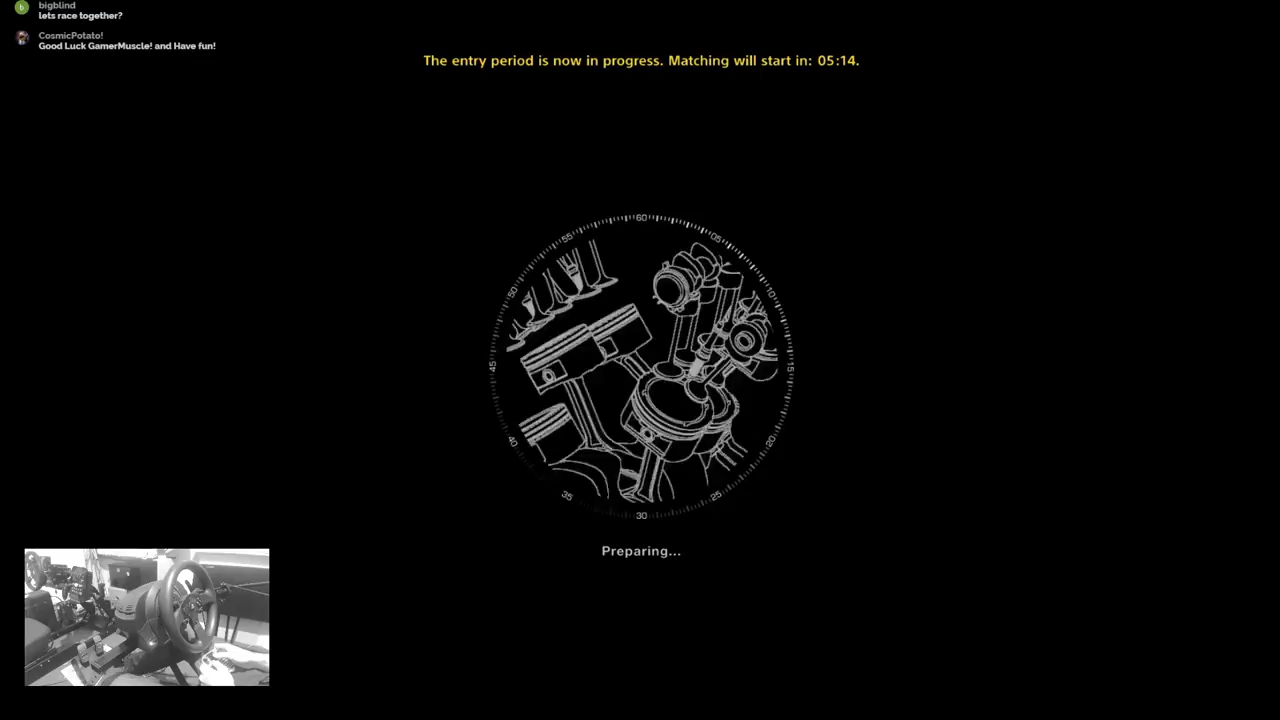 bigblind
lets race together?
CosmicPotato!
Good Luck GamerMuscle! and Have fun!
The entry period is now in progress. Matching will start in: 05:14.
60
55
05
50
10
45
15
40
20
35
25
30
Preparing...